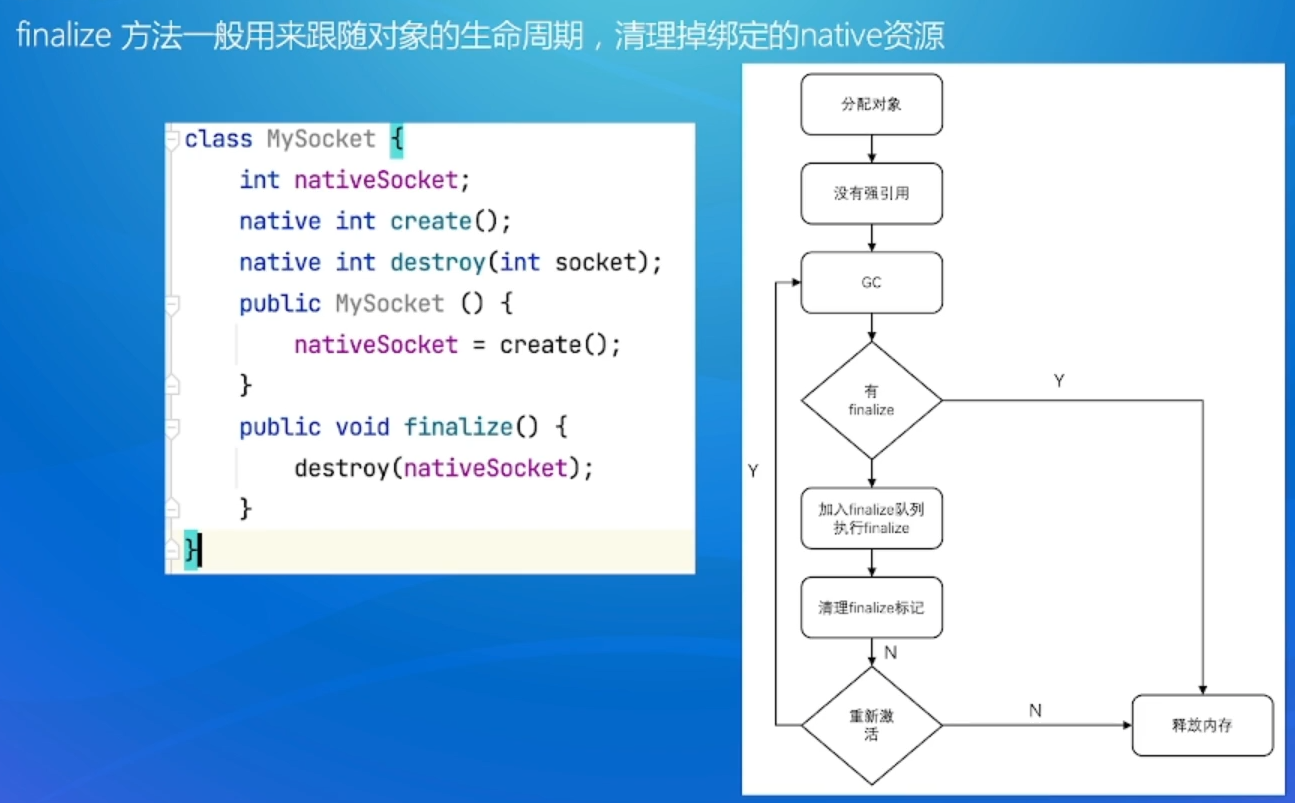 finalize 方法一般用来跟随对象的生命周期，清理掉绑定的native资源
class MySocket {
int nativeSocket;
native int create();
native int destroy(int socket);
public MySocket () {
nativeSocket = create();
}
public void finalize() {
destroy(nativeSocket);
}
}
分配对象
没有强引用
GC
有
finalize
Y
Y
加入finalize队列
执行finalize
清理finalize标记
N
重新激
活
N
释放内存